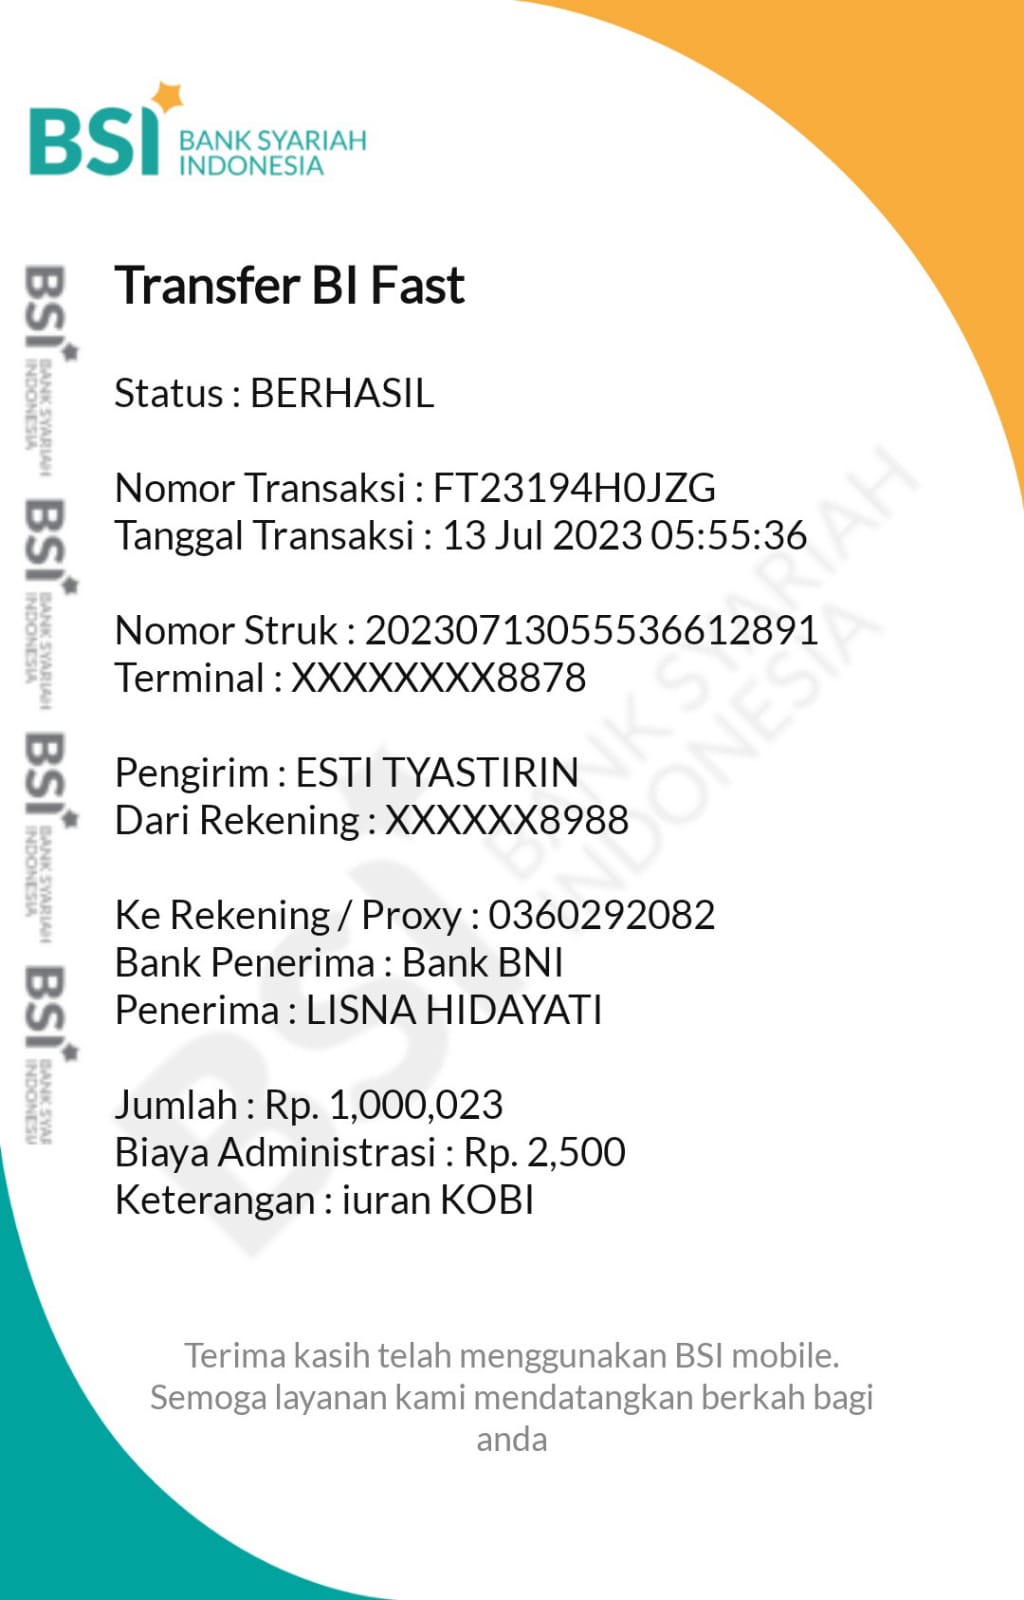 BSI BANK SYARIAH
INDONESIA
Transfer BI Fast
Status : BERHASIL
Nomor Transaksi : FT23194H0JZG
Tanggal Transaksi : 13 Jul 2023 05:55:36
Nomor Struk : 20230713055536612891
Terminal : XXXXXXXX8878
Pengirim : ESTI TYASTIRIN
Dari Rekening : XXXXXX8988
Ke Rekening / Proxy : 0360292082
Bank Penerima : Bank BNI
Penerima : LISNA HIDAYATI
Jumlah : Rp. 1,000,023
Biaya Administrasi : Rp. 2,500
Keterangan : iuran KOBI
Terima kasih telah menggunakan BSI mobile.
Semoga layanan kami mendatangkan berkah bagi
anda
BSI BANK SYARIAH
INDONESIA
BSI BANK SYARIAH
INDONESIA
BSI BANK SYARIAH
INDONESIA
BSI BANK SYAR
INDONESI
BSI BANK SYARIAH
INDONESIA